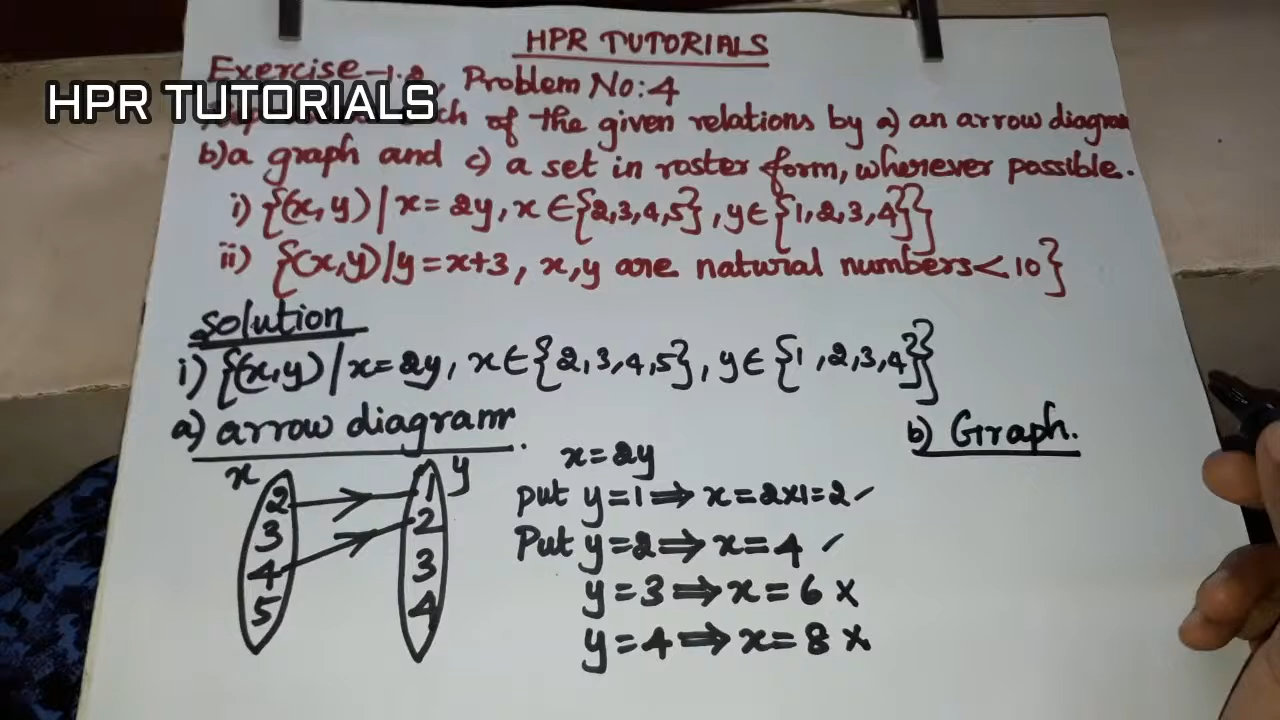 HPR TUTORIALS
Exercise-1.2, Problem No:4
HPR TUTORIALS
of the given relations by a) an arrow diagram
b) a graph and c) a set in roster form, wherever possible.
i) {(x, y) | x = 2y, x ∈ {2,3,4,5}, y ∈ {1,2,3,4}}
ii) {(x,y) | y = x+3, x,y are natural numbers < 10}
Solution
i) {(x,y) | x = 2y, x ∈ {2,3,4,5}, y ∈ {1,2,3,4}}
a) arrow diagram.
b) Graph.
x y
2 1
3 2
4 3
5 4
x = 2y
put y = 1 ⇒ x = 2×1 = 2 ✓
Put y = 2 ⇒ x = 4 ✓
y = 3 ⇒ x = 6 ×
y = 4 ⇒ x = 8 ×